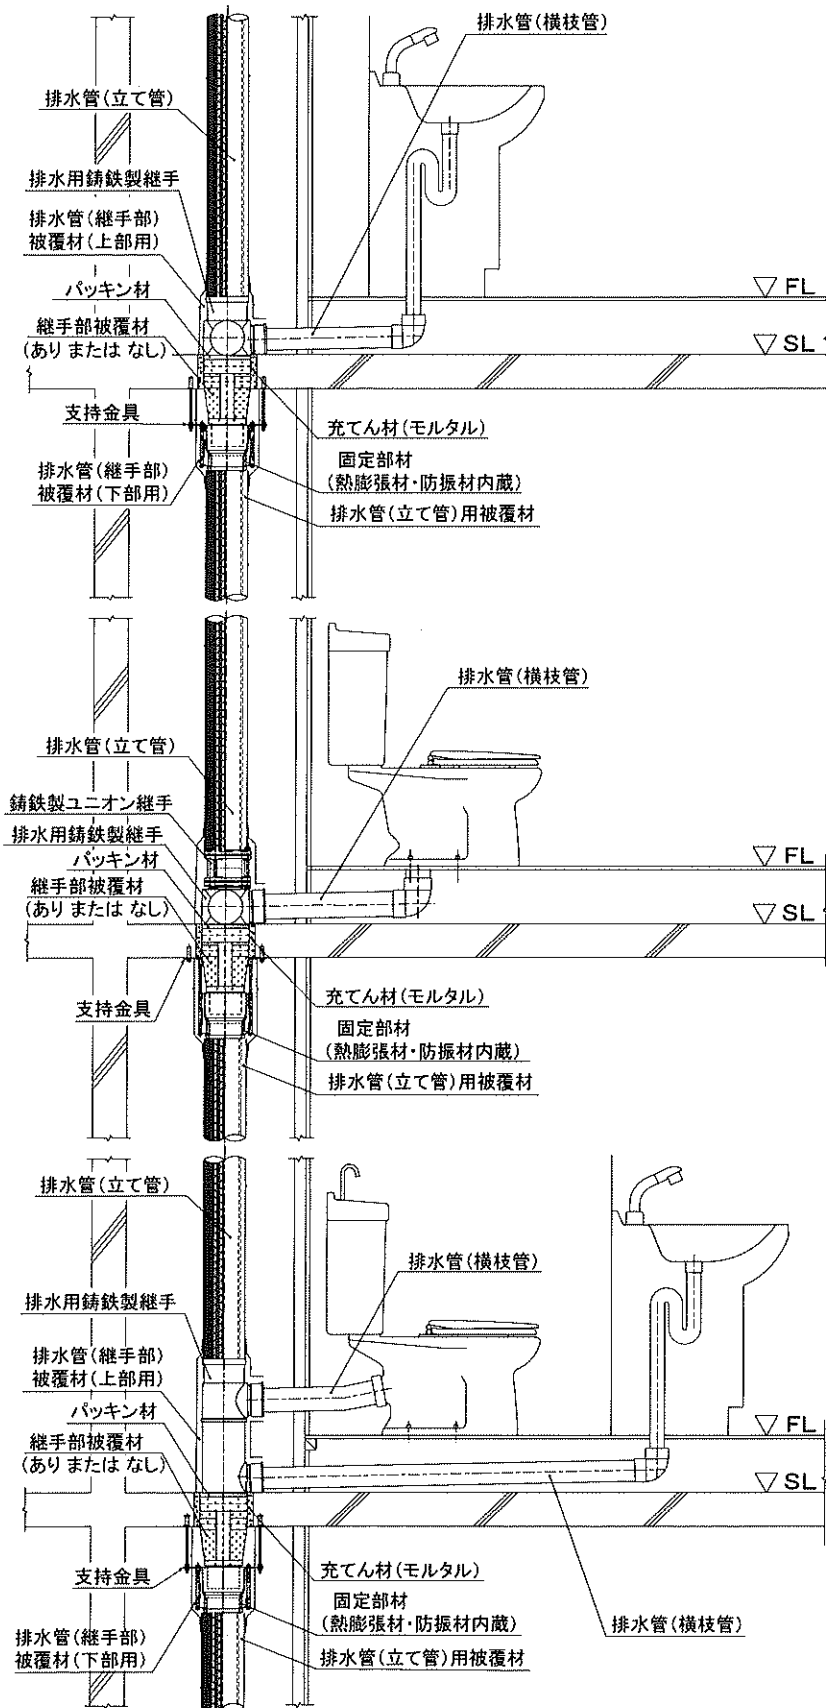 排水管(横枝管)
排水管(立て管)
排水用鋳鉄製継手
排水管(継手部)
被覆材(上部用)
パッキン材
継手部被覆材
(あり または なし)
FL
SL
支持金具
充てん材(モルタル)
排水管(継手部)
被覆材(下部用)
固定部材
(熱膨張材・防振材内蔵)
排水管(立て管)用被覆材
排水管(横枝管)
排水管(立て管)
鋳鉄製ユニオン継手
排水用鋳鉄製継手
パッキン材
継手部被覆材
(あり または なし)
FL
SL
支持金具
充てん材(モルタル)
固定部材
(熱膨張材・防振材内蔵)
排水管(立て管)用被覆材
排水管(立て管)
排水管(横枝管)
排水用鋳鉄製継手
排水管(継手部)
被覆材(上部用)
パッキン材
継手部被覆材
(あり または なし)
FL
SL
支持金具
充てん材(モルタル)
固定部材
(熱膨張材・防振材内蔵)
排水管(横枝管)
排水管(継手部)
被覆材(下部用)
排水管(立て管)用被覆材